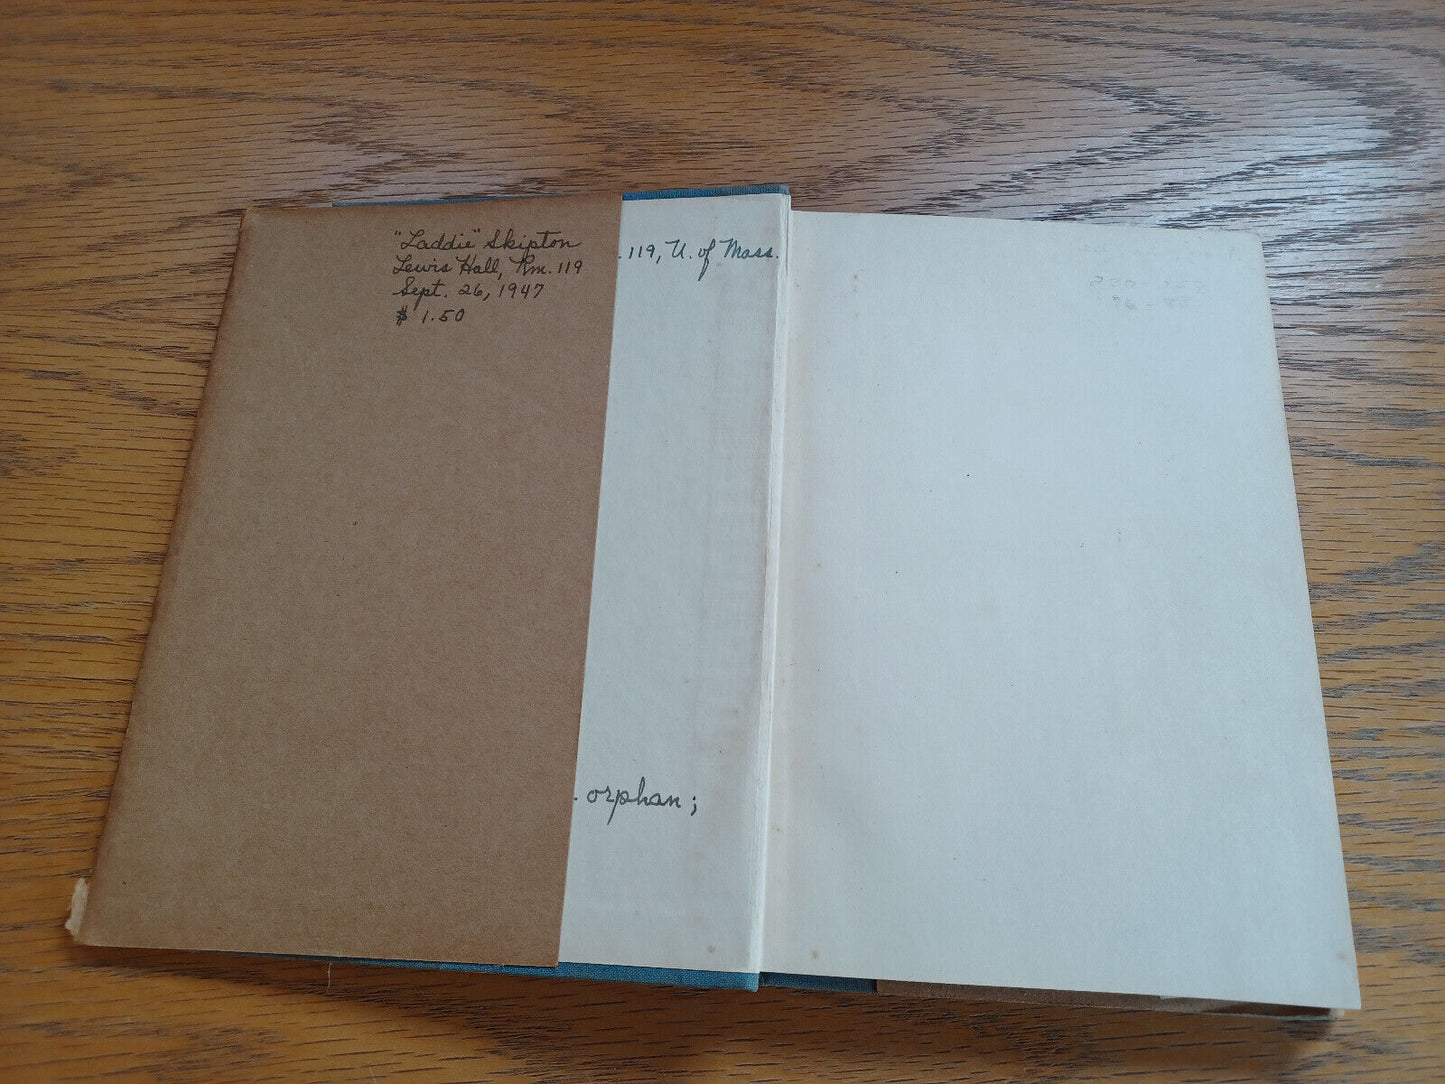 "Laddie" Skipton
Lewis Hall, Rm. 119
Sept. 26, 1947
$ 1.50
. 119, U. of Mass.
. orphan;